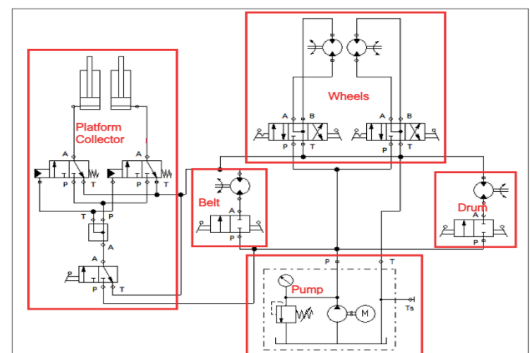 Wheels
A B
A B
P T
P T
Platform
Collector
A
A
P T
P T
T P
A
A
P T
Belt
A
P
Drum
A
P
P T
Pump
M
Ts